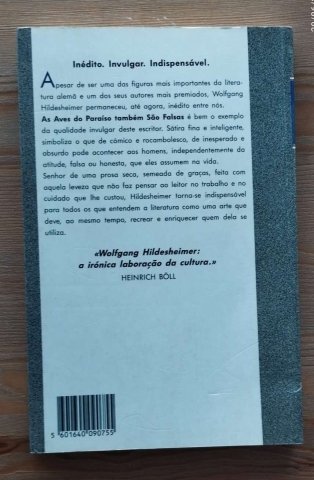 Inédito. Invulgar. Indispensável.
Apesar de ser uma das figuras mais importantes da litera-
tura alemã e um dos seus autores mais premiados, Wolfgang
Hildesheimer permaneceu, até agora, inédito entre nós.
As Aves do Paraíso também São Falsas é bem o exemplo
da qualidade invulgar deste escritor. Sátira fina e inteligente,
simboliza o que de cómico e rocambolesco, de inesperado e
absurdo pode acontecer aos homens, independentemente da
atitude, falsa ou honesta, que eles assumem na vida.
Senhor de uma prosa seca, semeada de graças, feita com
aquela leveza que não faz pensar ao leitor no trabalho e no
cuidado que lhe custou, Hildesheimer torna-se indispensável
para todos os que entendem a literatura como uma arte que
deve, ao mesmo tempo, recrear e enriquecer quem dela se
utiliza.
«Wolfgang Hildesheimer:
a irónica laboração da cultura.»
HEINRICH BÖLL
5 601640 090755